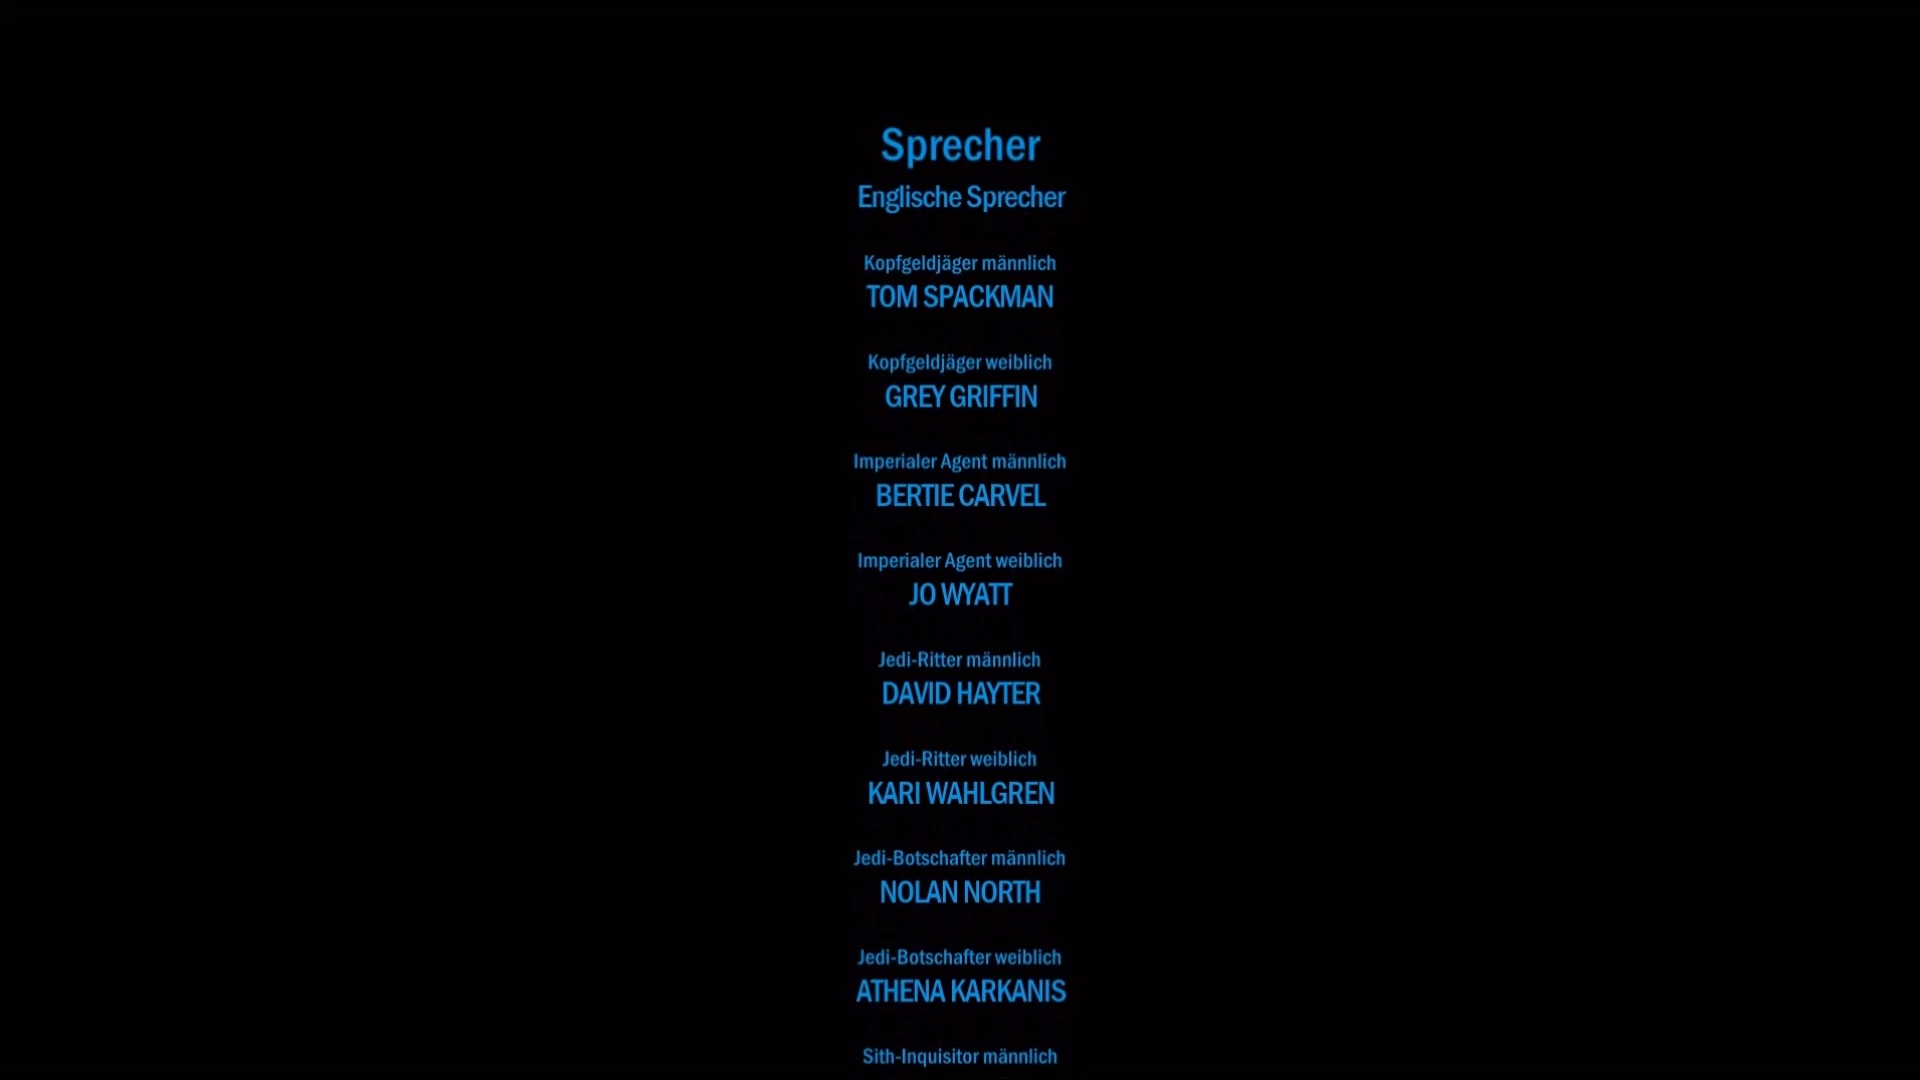 Sprecher
Englische Sprecher
Kopfgeldjäger männlich
TOM SPACKMAN
Kopfgeldjäger weiblich
GREY GRIFFIN
Imperialer Agent männlich
BERTIE CARVEL
Imperialer Agent weiblich
JO WYATT
Jedi-Ritter männlich
DAVID HAYTER
Jedi-Ritter weiblich
KARI WAHLGREN
Jedi-Botschafter männlich
NOLAN NORTH
Jedi-Botschafter weiblich
ATHENA KARKANIS
Sith-Inquisitor männlich